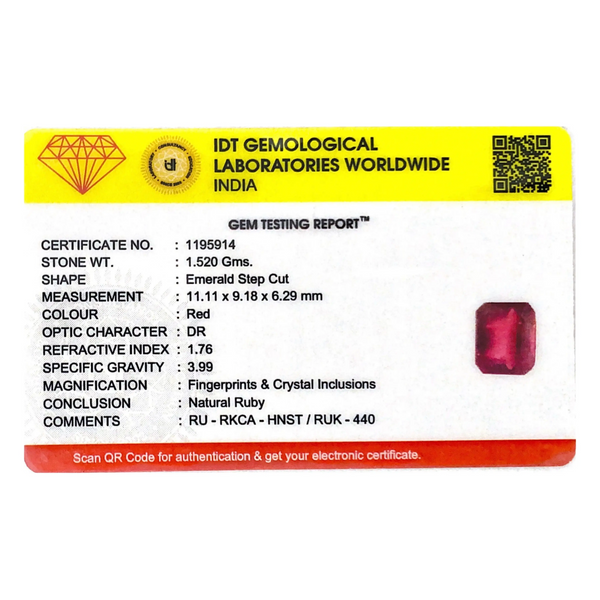 IDT GEMOLOGICAL
LABORATORIES WORLDWIDE
INDIA
GEM TESTING REPORT™
CERTIFICATE NO. : 1195914
STONE WT. : 1.520 Gms.
SHAPE : Emerald Step Cut
MEASUREMENT : 11.11 x 9.18 x 6.29 mm
COLOUR : Red
OPTIC CHARACTER : DR
REFRACTIVE INDEX : 1.76
SPECIFIC GRAVITY : 3.99
MAGNIFICATION : Fingerprints & Crystal Inclusions
CONCLUSION : Natural Ruby
COMMENTS : RU - RKCA - HNST / RUK - 440
Scan QR Code for authentication & get your electronic certificate.